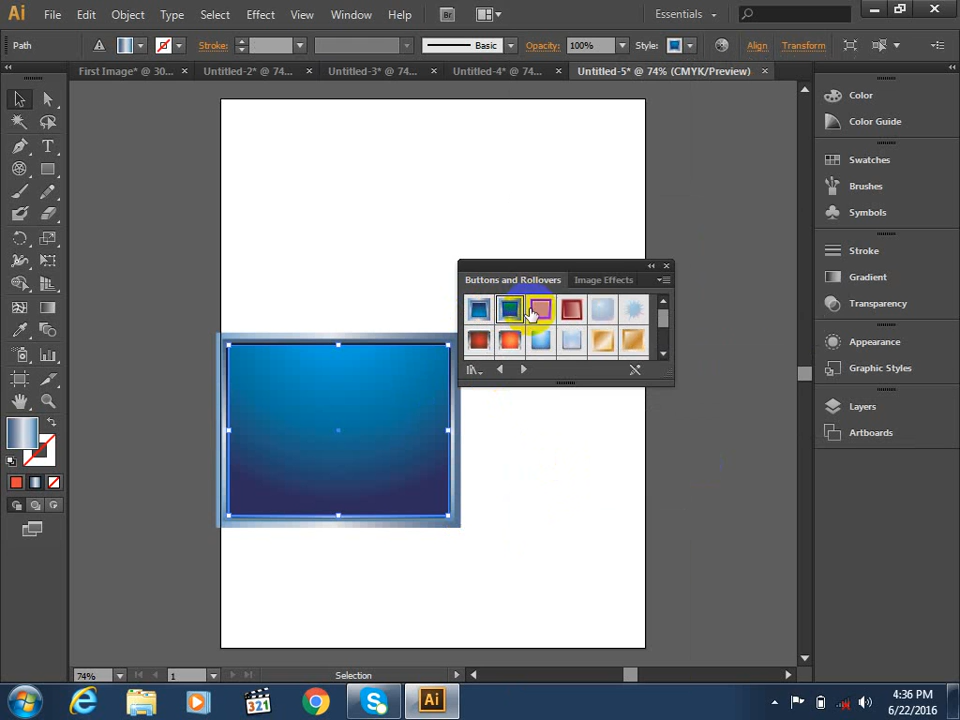 Ai File Edit Object Type Select Effect View Window Help Br Essentials
Path Stroke: Basic Opacity: 100% Style: Align Transform
First Image* @ 30... × Untitled-2* @ 74... × Untitled-3* @ 74... × Untitled-4* @ 74... × Untitled-5* @ 74% (CMYK/Preview) ×
Color
Color Guide
Swatches
Brushes
Symbols
Stroke
Gradient
Transparency
Appearance
Graphic Styles
Layers
Artboards
Buttons and Rollovers Image Effects
74% 1 Selection
321 Ai 4:36 PM
6/22/2016